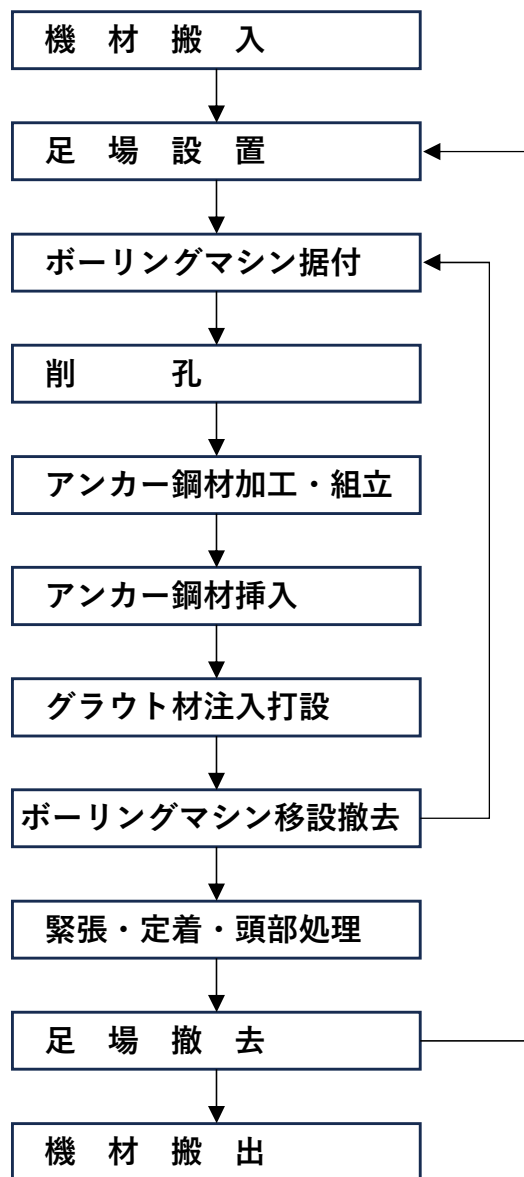 機材搬入
足場設置
ボーリングマシン据付
削孔
アンカー鋼材加工・組立
アンカー鋼材挿入
グラウト材注入打設
ボーリングマシン移設撤去
緊張・定着・頭部処理
足場撤去
機材搬出